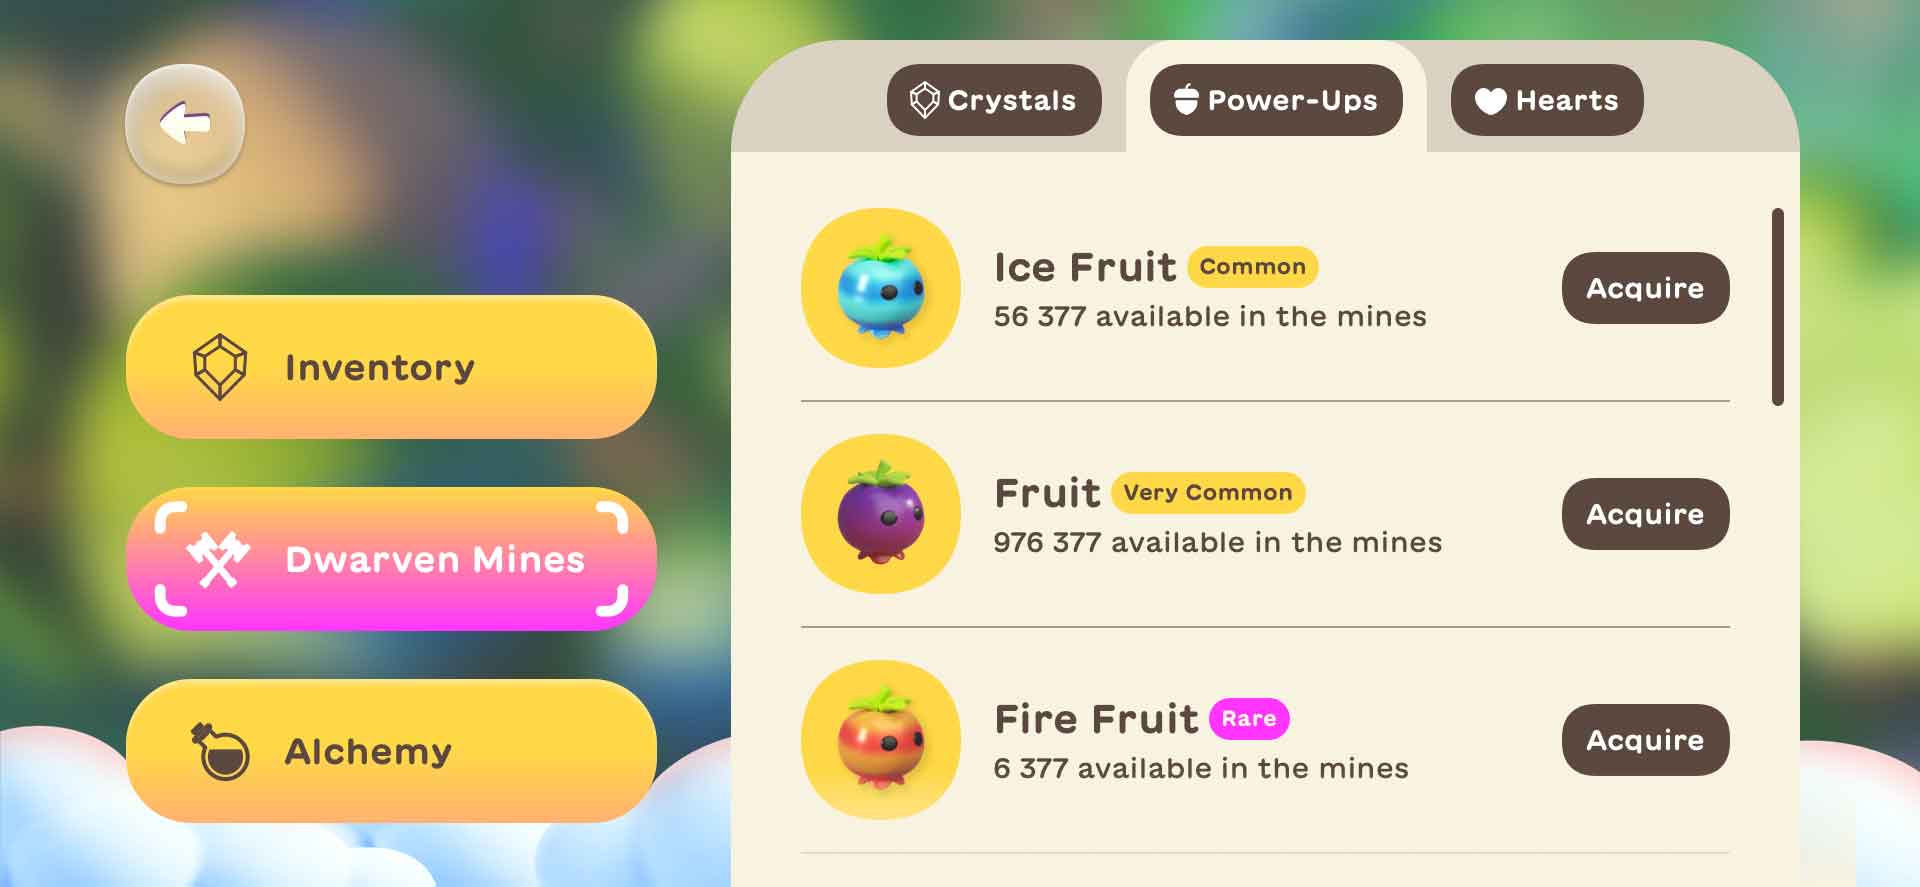 Crystals
Power-Ups
Hearts
Inventory
Dwarven Mines
Alchemy
Ice Fruit Common
56 377 available in the mines
Acquire
Fruit Very Common
976 377 available in the mines
Acquire
Fire Fruit Rare
6 377 available in the mines
Acquire